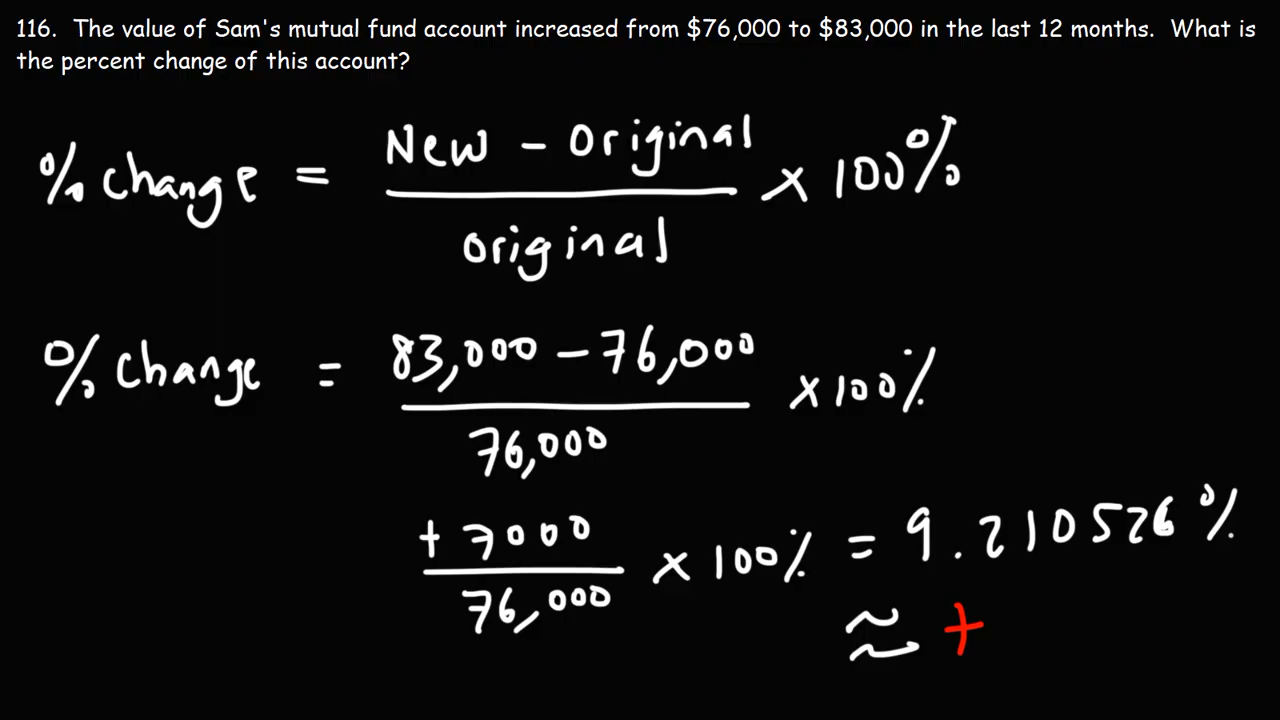 116. The value of Sam's mutual fund account increased from $76,000 to $83,000 in the last 12 months. What is
the percent change of this account?
% change = New - Original / original × 100%
% change = 83,000 - 76,000 / 76,000 × 100%
+ 7000 / 76,000 × 100% = 9.210526%
≈ +